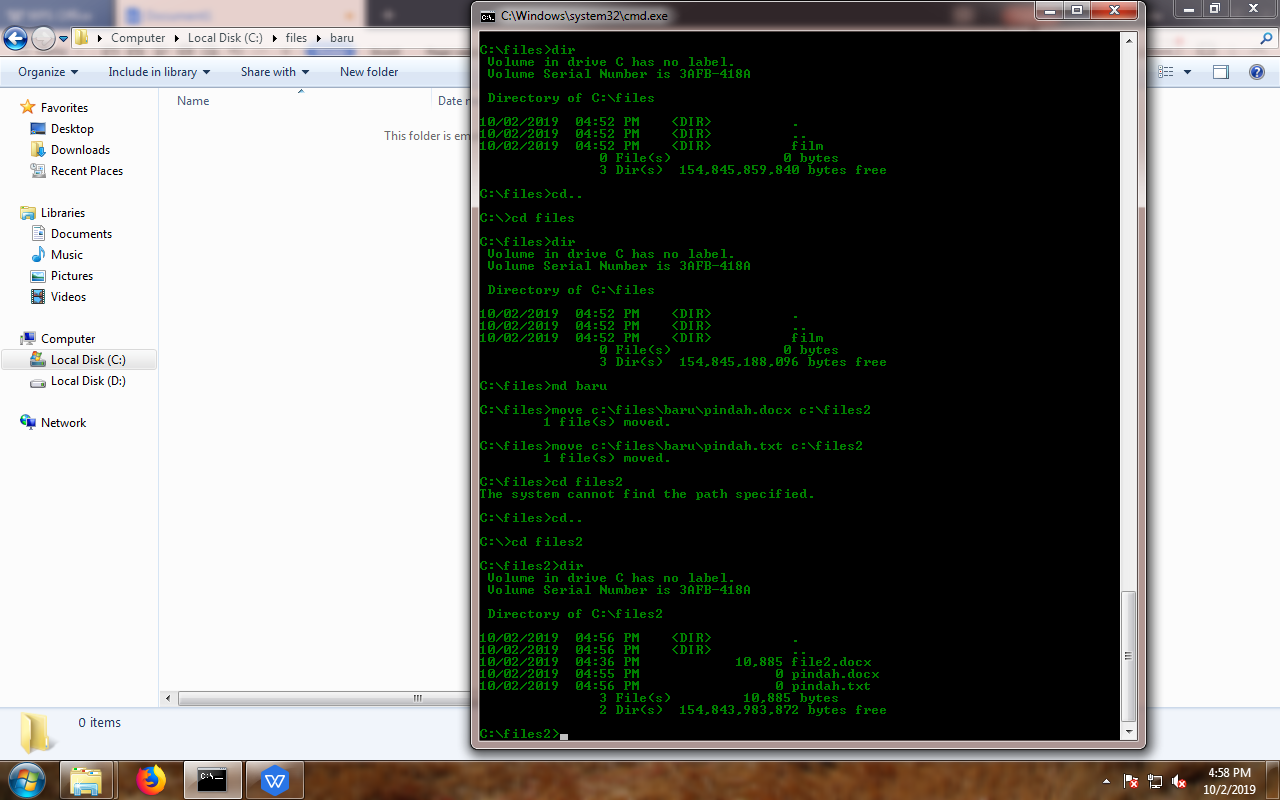 C:\Windows\system32\cmd.exe
Computer Local Disk (C:) files baru
Organize Include in library Share with New folder
Name
Date
This folder is
Favorites
Desktop
Downloads
Recent Places
Libraries
Documents
Music
Pictures
Videos
Computer
Local Disk (C:)
Local Disk (D:)
Network
0 items
C:\files>dir
Volume in drive C has no label.
Volume Serial Number is 3AFB-418A
Directory of C:\files
10/02/2019 04:52 PM <DIR> .
10/02/2019 04:52 PM <DIR> ..
10/02/2019 04:52 PM <DIR> film
0 File(s) 0 bytes
3 Dir(s) 154,845,859,840 bytes free
C:\files>cd..
C:\>cd files
C:\files>dir
Volume in drive C has no label.
Volume Serial Number is 3AFB-418A
Directory of C:\files
10/02/2019 04:52 PM <DIR> .
10/02/2019 04:52 PM <DIR> ..
10/02/2019 04:52 PM <DIR> film
0 File(s) 0 bytes
3 Dir(s) 154,845,188,096 bytes free
C:\files>md baru
C:\files>move c:\files\baru\pindah.docx c:\files2
1 file(s) moved.
C:\files>move c:\files\baru\pindah.txt c:\files2
1 file(s) moved.
C:\files>cd files2
The system cannot find the path specified.
C:\files>cd..
C:\>cd files2
C:\files2>dir
Volume in drive C has no label.
Volume Serial Number is 3AFB-418A
Directory of C:\files2
10/02/2019 04:56 PM <DIR> .
10/02/2019 04:56 PM <DIR> ..
10/02/2019 04:36 PM 10,885 file2.docx
10/02/2019 04:55 PM 0 pindah.docx
10/02/2019 04:56 PM 0 pindah.txt
3 File(s) 10,885 bytes
2 Dir(s) 154,843,983,872 bytes free
C:\files2>
C:\
4:58 PM
10/2/2019